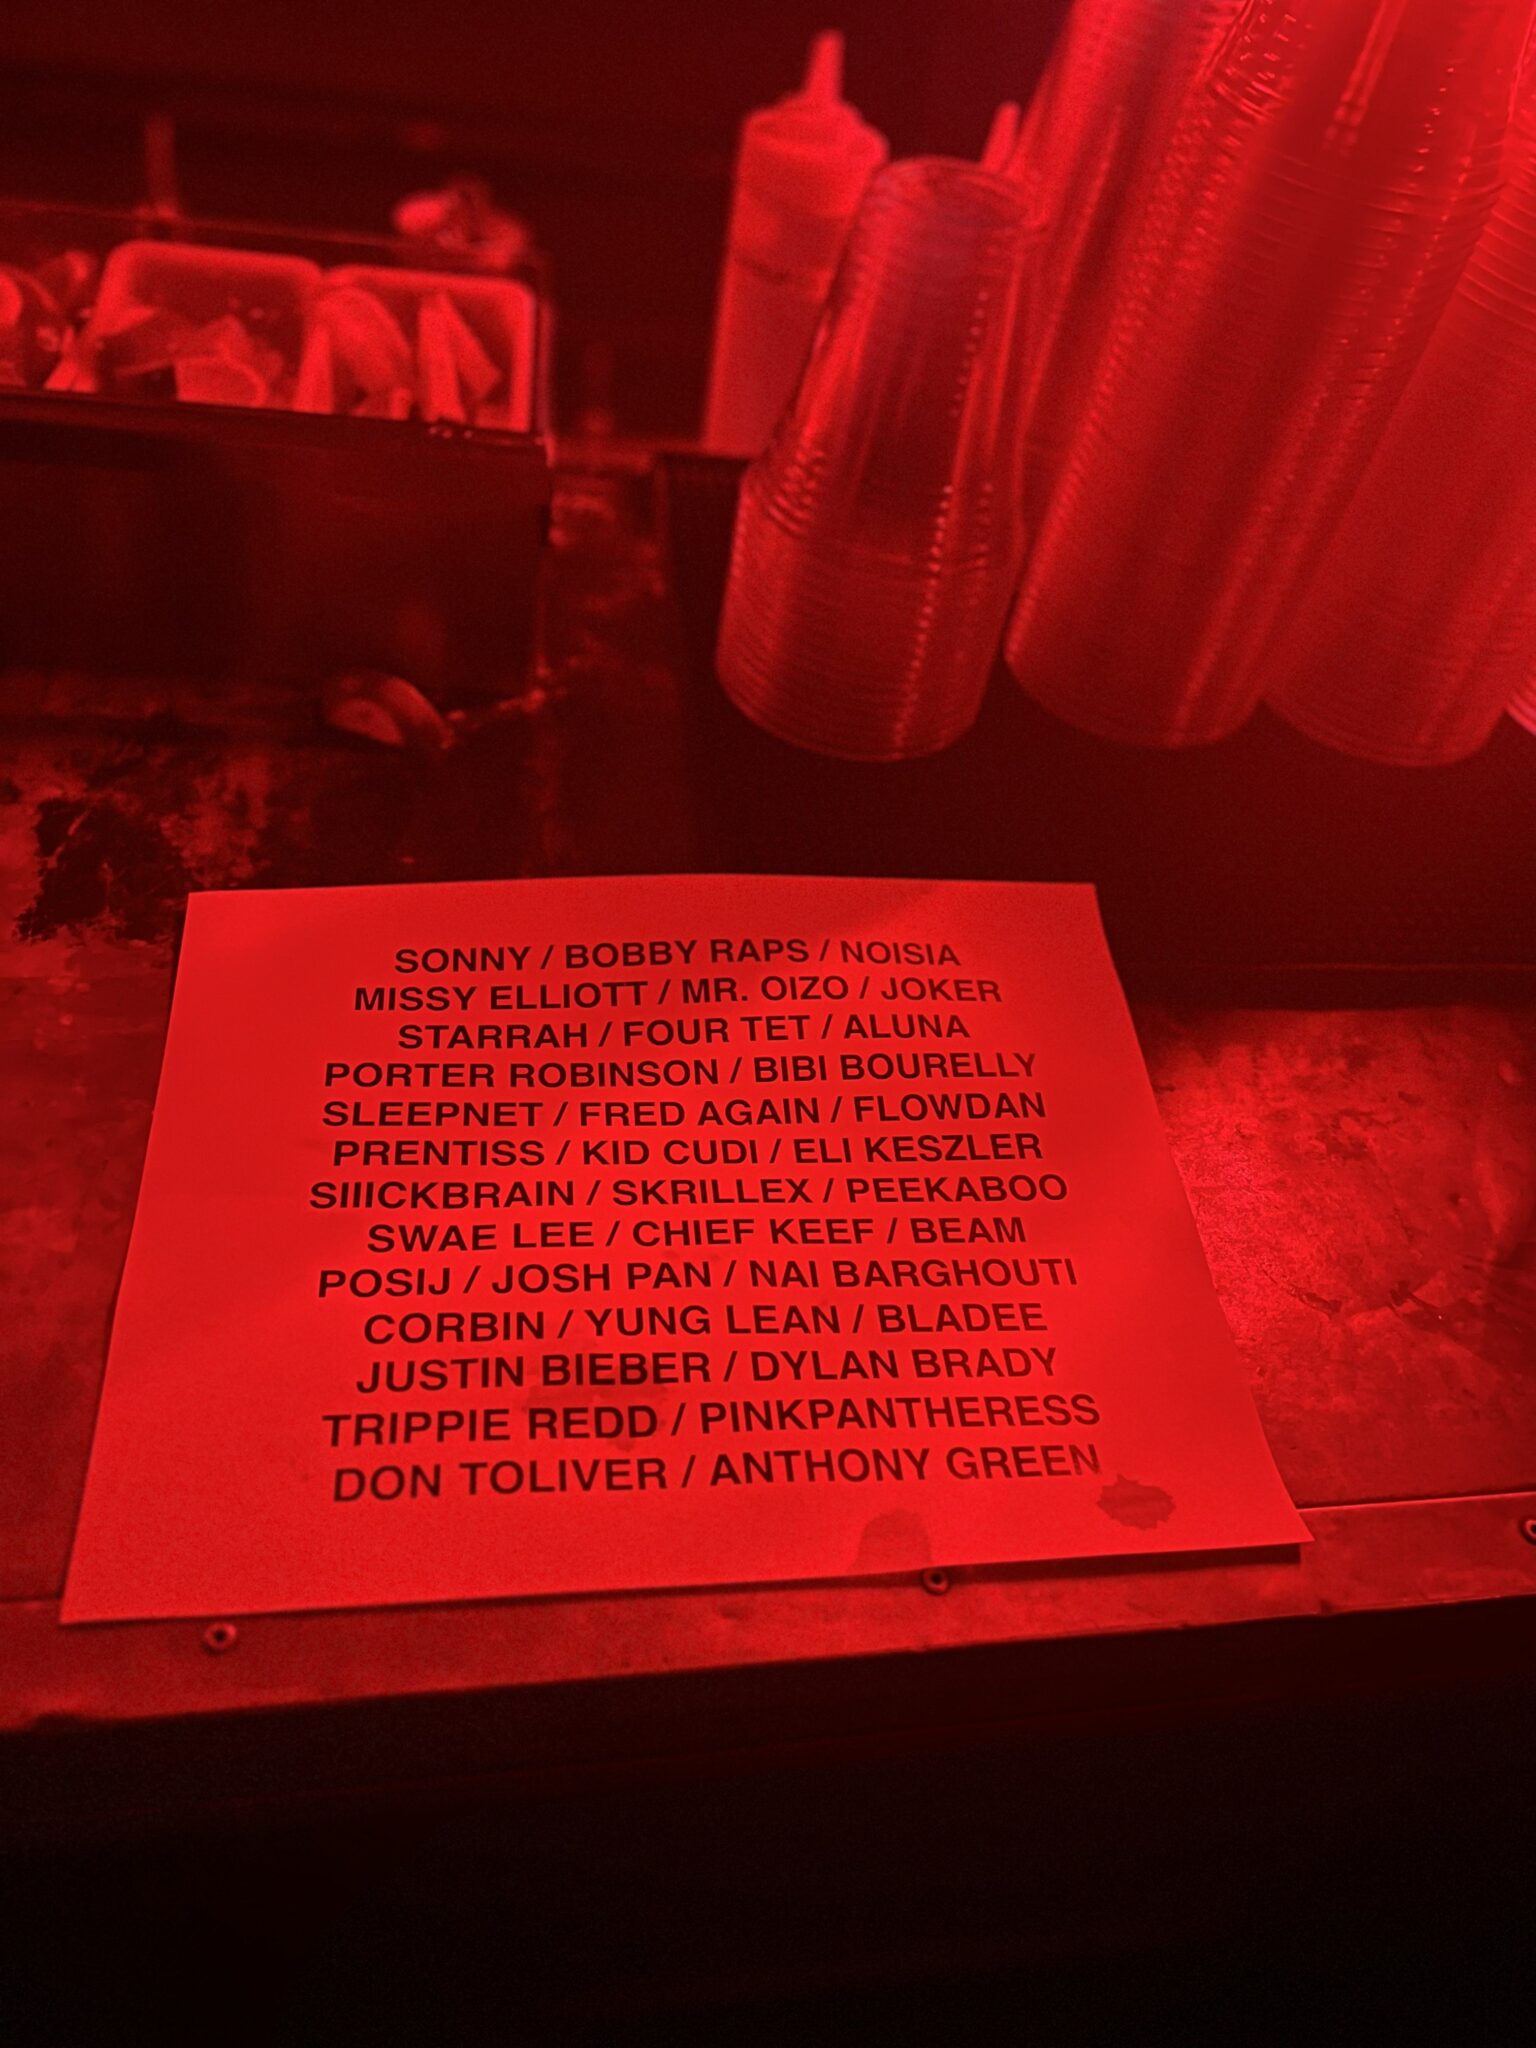 SONNY / BOBBY RAPS / NOISIA
MISSY ELLIOTT / MR. OIZO / JOKER
STARRAH / FOUR TET / ALUNA
PORTER ROBINSON / BIBI BOURELLY
SLEEPNET / FRED AGAIN / FLOWDAN
PRENTISS / KID CUDI / ELI KESZLER
SIIICKBRAIN / SKRILLEX / PEEKABOO
SWAE LEE / CHIEF KEEF / BEAM
POSIJ / JOSH PAN / NAI BARGHOUTI
CORBIN / YUNG LEAN / BLADEE
JUSTIN BIEBER / DYLAN BRADY
TRIPPIE REDD / PINKPANTHERESS
DON TOLIVER / ANTHONY GREEN